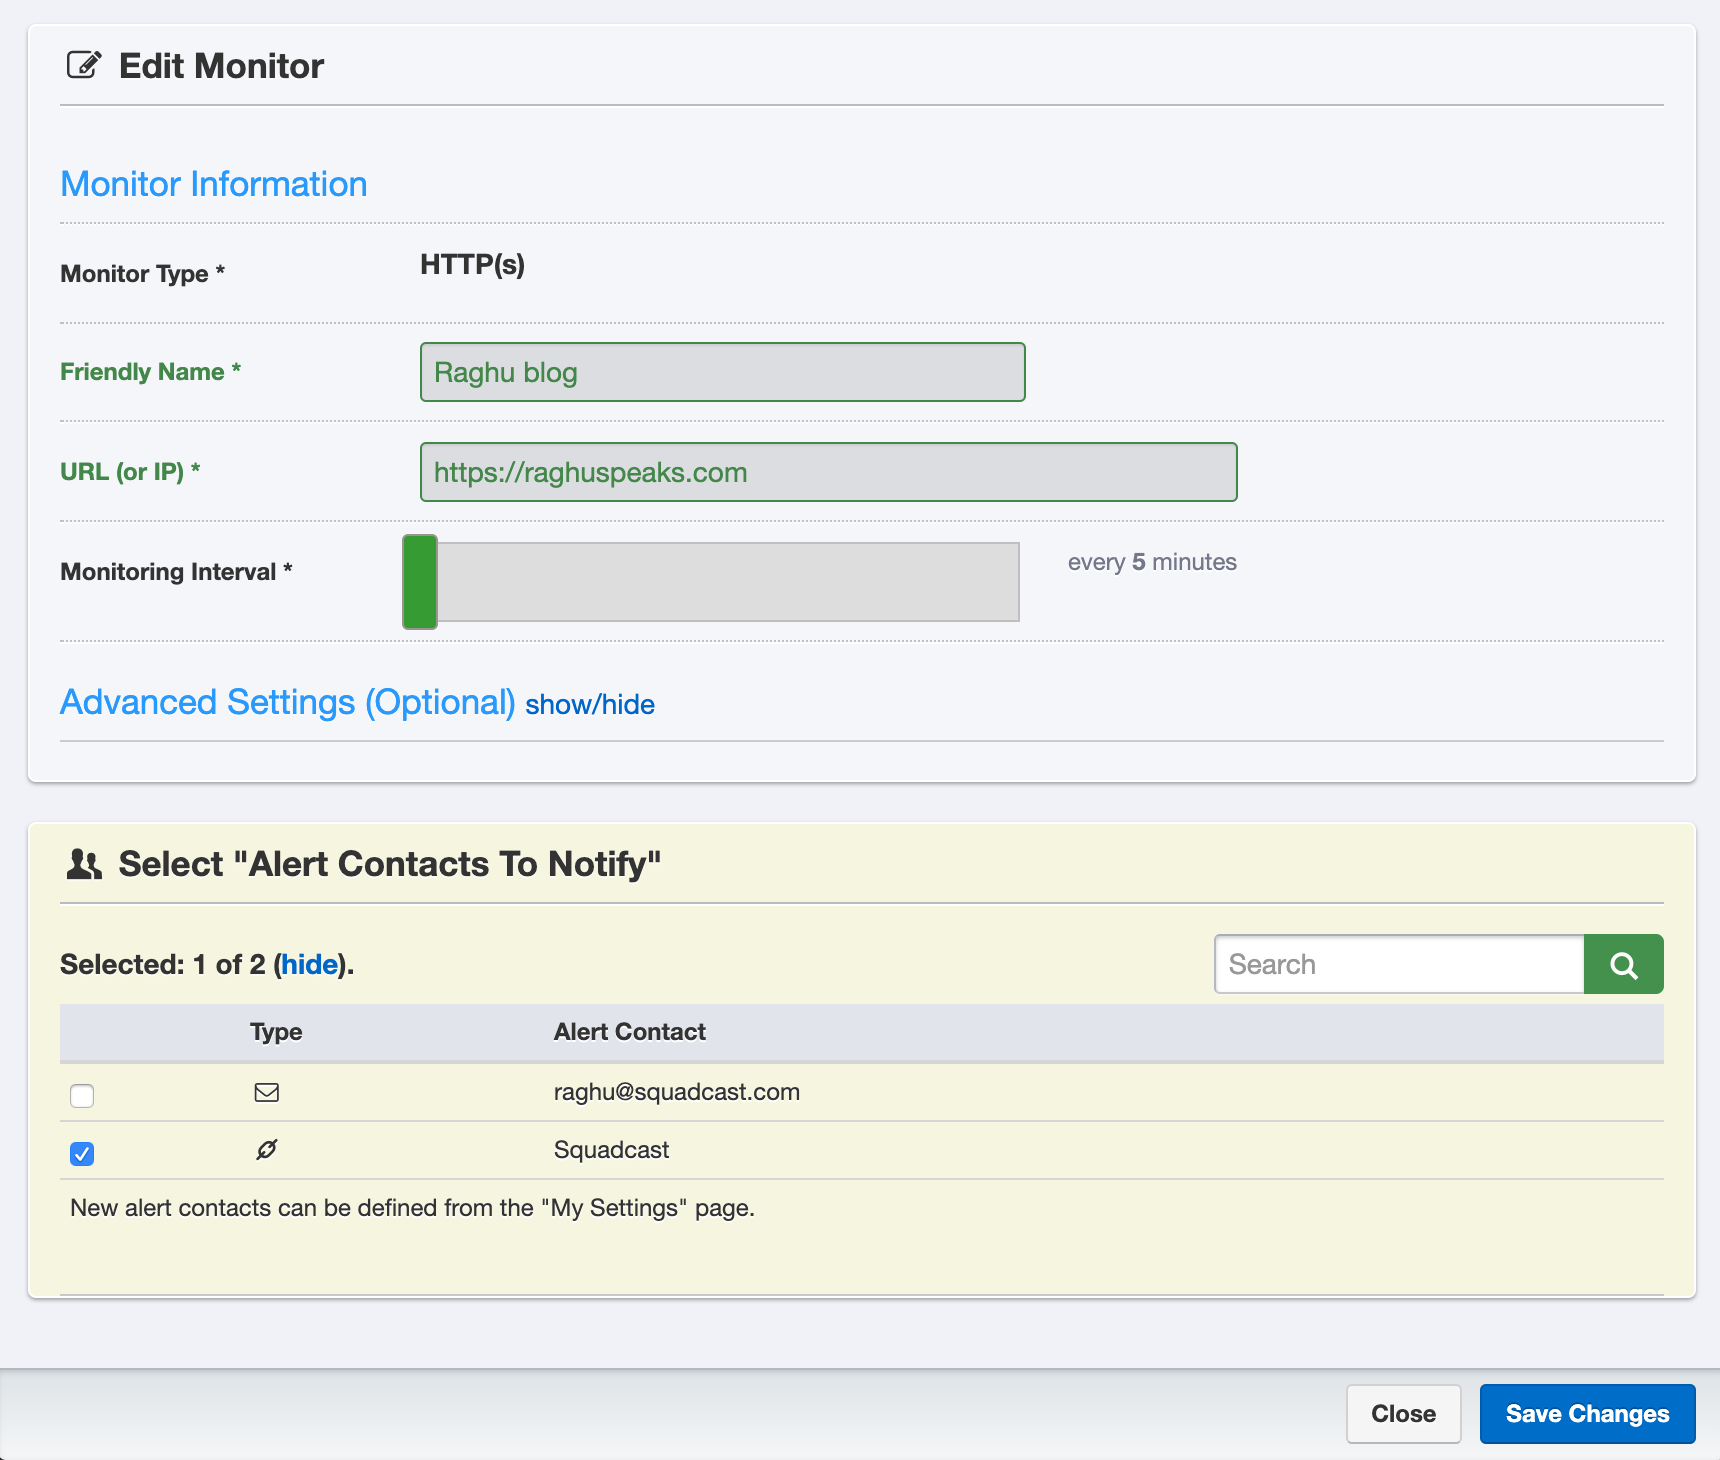 Edit Monitor
Monitor Information
Monitor Type * HTTP(s)
Friendly Name * Raghu blog
URL (or IP) * https://raghuspeaks.com
Monitoring Interval * every 5 minutes
Advanced Settings (Optional) show/hide
Select "Alert Contacts To Notify"
Selected: 1 of 2 (hide). Search
Type Alert Contact
raghu@squadcast.com
Squadcast
New alert contacts can be defined from the "My Settings" page.
Close Save Changes